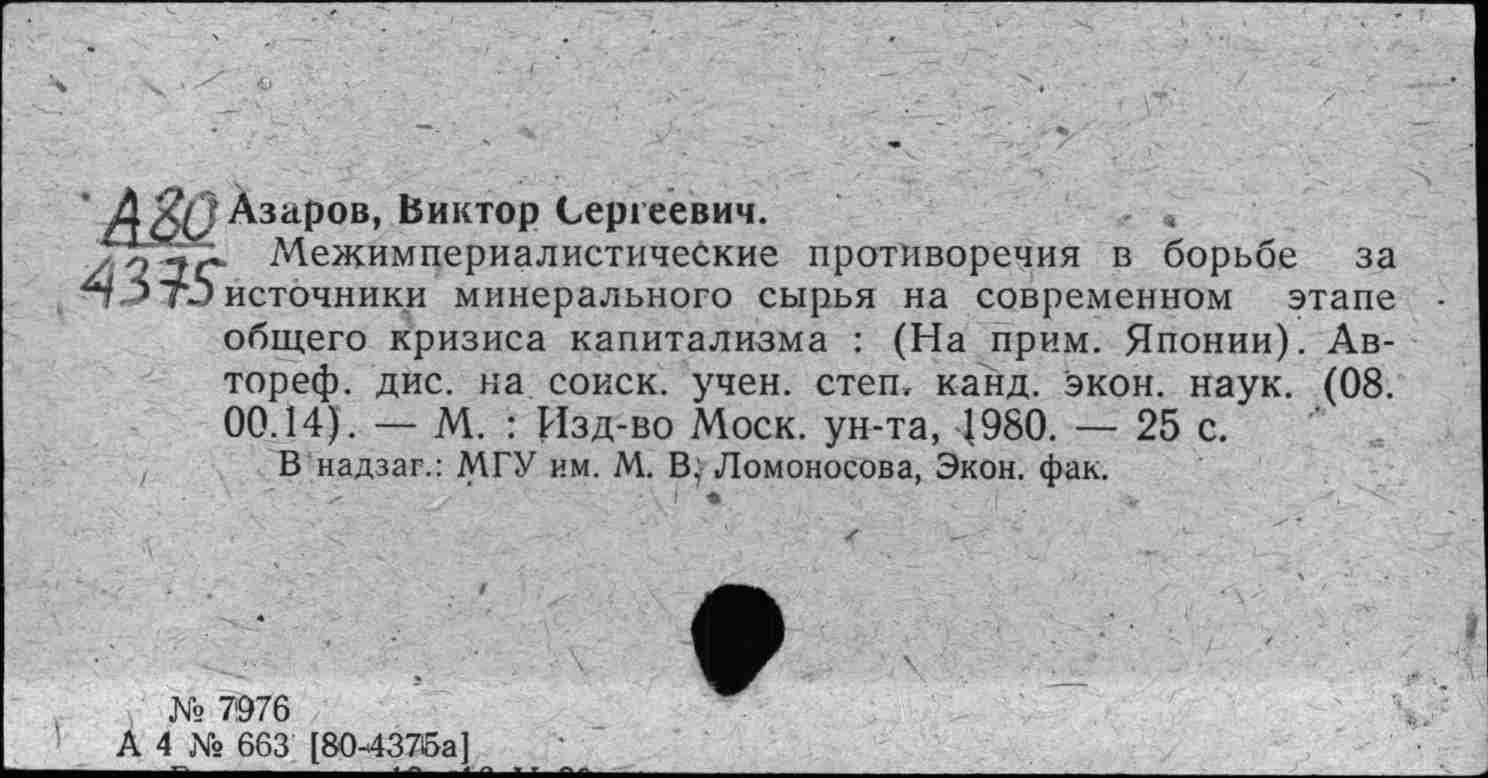 А80
4375
Азаров, Виктор Сергеевич.
Межимпериалистические противоречия в борьбе за
источники минерального сырья на современном этапе
общего кризиса капитализма : (На прим. Японии). Ав-
тореф. дис. на соиск. учен. степ. канд. экон. наук. (08.
00.14). — М. : Изд-во Моск. ун-та, 1980. — 25 с.
В надзаг.: МГУ им. М. В. Ломоносова, Экон. фак.
№ 7976
А 4 № 663 [80-4375а]